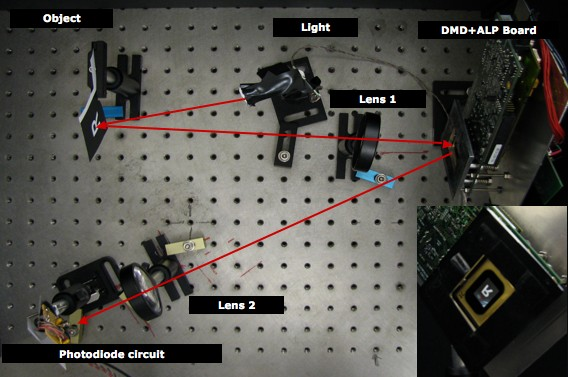 Object
Light
DMD+ALP Board
Lens 1
R
R
Lens 2
Photodiode circuit